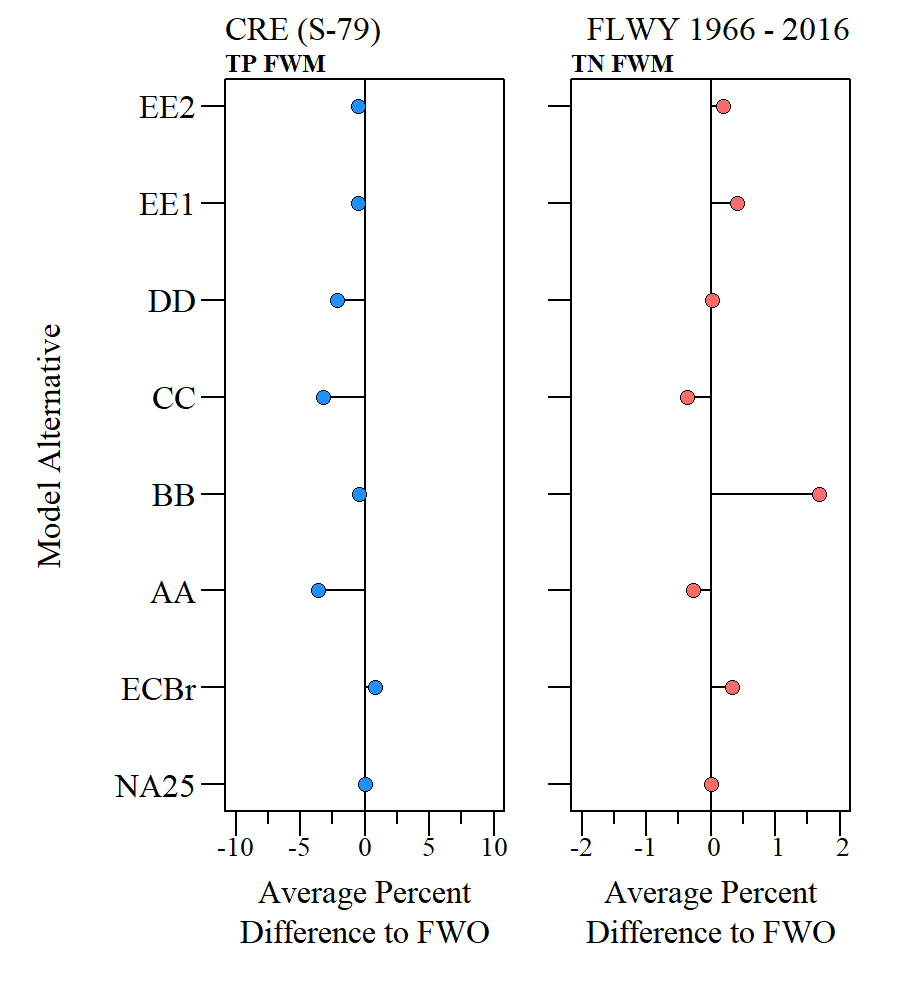 CRE (S-79)
FLWY 1966 - 2016
TP FWM
TN FWM
Model Alternative
EE2
EE1
DD
CC
BB
AA
ECBr
NA25
-10 -5 0 5 10
-2 -1 0 1 2
Average Percent
Difference to FWO
Average Percent
Difference to FWO